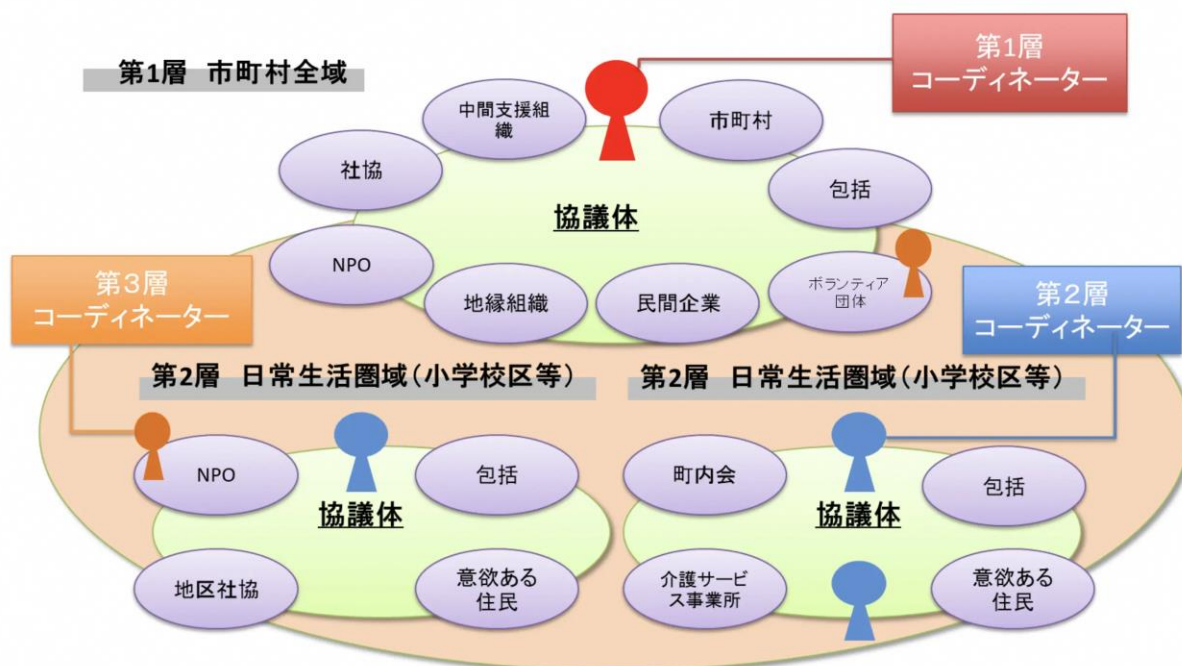 第1層 市町村全域
第1層
コーディネーター
中間支援組
織
市町村
社協
包括
協議体
NPO
ボランティア
団体
地縁組織
民間企業
第3層
コーディネーター
第2層
コーディネーター
第2層 日常生活圏域(小学校区等)
第2層 日常生活圏域(小学校区等)
NPO
包括
協議体
地区社協
意欲ある
住民
町内会
包括
協議体
介護サービ
ス事業所
意欲ある
住民